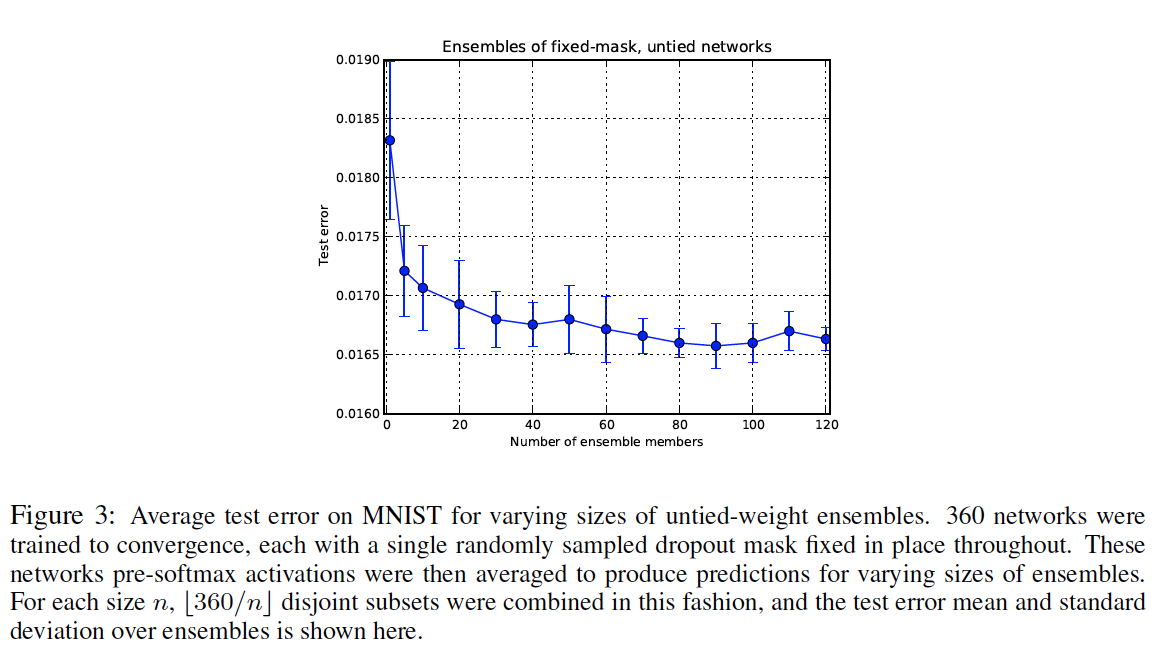 Ensembles of fixed-mask, untied networks
0.0190
0.0185
0.0180
0.0175
0.0170
0.0165
0.0160
Test error
0 20 40 60 80 100 120
Number of ensemble members
Figure 3: Average test error on MNIST for varying sizes of untied-weight ensembles. 360 networks were
trained to convergence, each with a single randomly sampled dropout mask fixed in place throughout. These
networks pre-softmax activations were then averaged to produce predictions for varying sizes of ensembles.
For each size n, ⌊360/n⌋ disjoint subsets were combined in this fashion, and the test error mean and standard
deviation over ensembles is shown here.